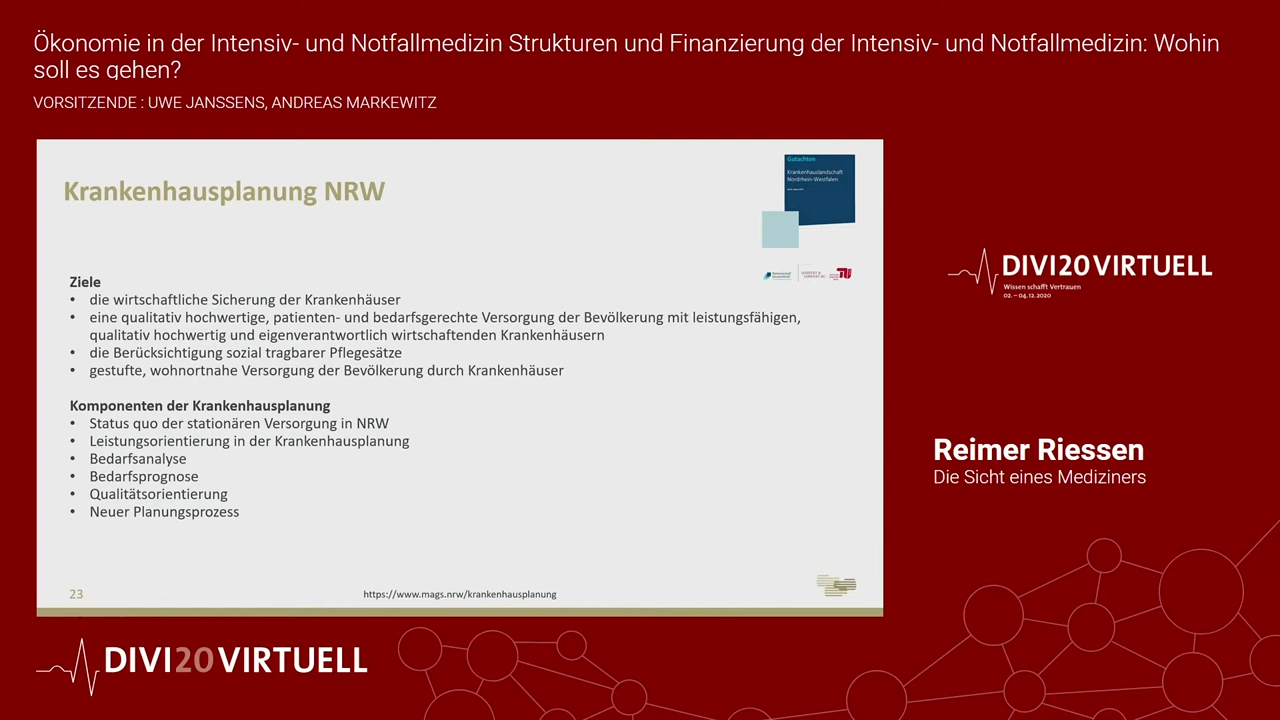 Ökonomie in der Intensiv- und Notfallmedizin Strukturen und Finanzierung der Intensiv- und Notfallmedizin: Wohin
soll es gehen?
VORSITZENDE : UWE JANSSENS, ANDREAS MARKEWITZ
Krankenhausplanung NRW
Gutachten
Krankenhauslandschaft
Nordrhein-Westfalen
Ziele
• die wirtschaftliche Sicherung der Krankenhäuser
• eine qualitativ hochwertige, patienten- und bedarfsgerechte Versorgung der Bevölkerung mit leistungsfähigen,
qualitativ hochwertig und eigenverantwortlich wirtschaftenden Krankenhäusern
• die Berücksichtigung sozial tragbarer Pflegesätze
• gestufte, wohnortnahe Versorgung der Bevölkerung durch Krankenhäuser
Komponenten der Krankenhausplanung
• Status quo der stationären Versorgung in NRW
• Leistungsorientierung in der Krankenhausplanung
• Bedarfsanalyse
• Bedarfsprognose
• Qualitätsorientierung
• Neuer Planungsprozess
23
https://www.mags.nrw/krankenhausplanung
DIVI20VIRTUELL
Wissen schafft Vertrauen
02. – 04.12.2020
Reimer Riessen
Die Sicht eines Mediziners
DIVI20VIRTUELL